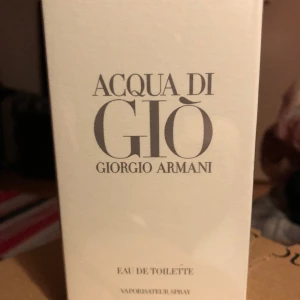 ACQUA DI
GIÒ
GIORGIO ARMANI
EAU DE TOILETTE
VAPORISATEUR SPRAY